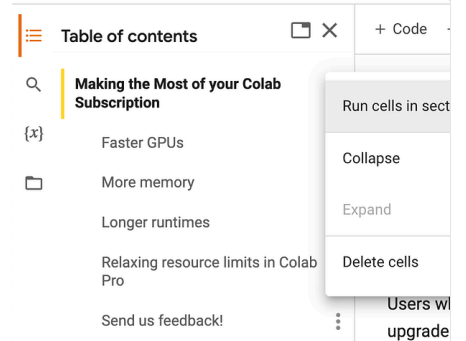 Table of contents
+ Code
Making the Most of your Colab
Subscription
Faster GPUs
More memory
Longer runtimes
Relaxing resource limits in Colab
Pro
Send us feedback!
{x}
Run cells in sect
Collapse
Expand
Delete cells
Users wh
upgrade